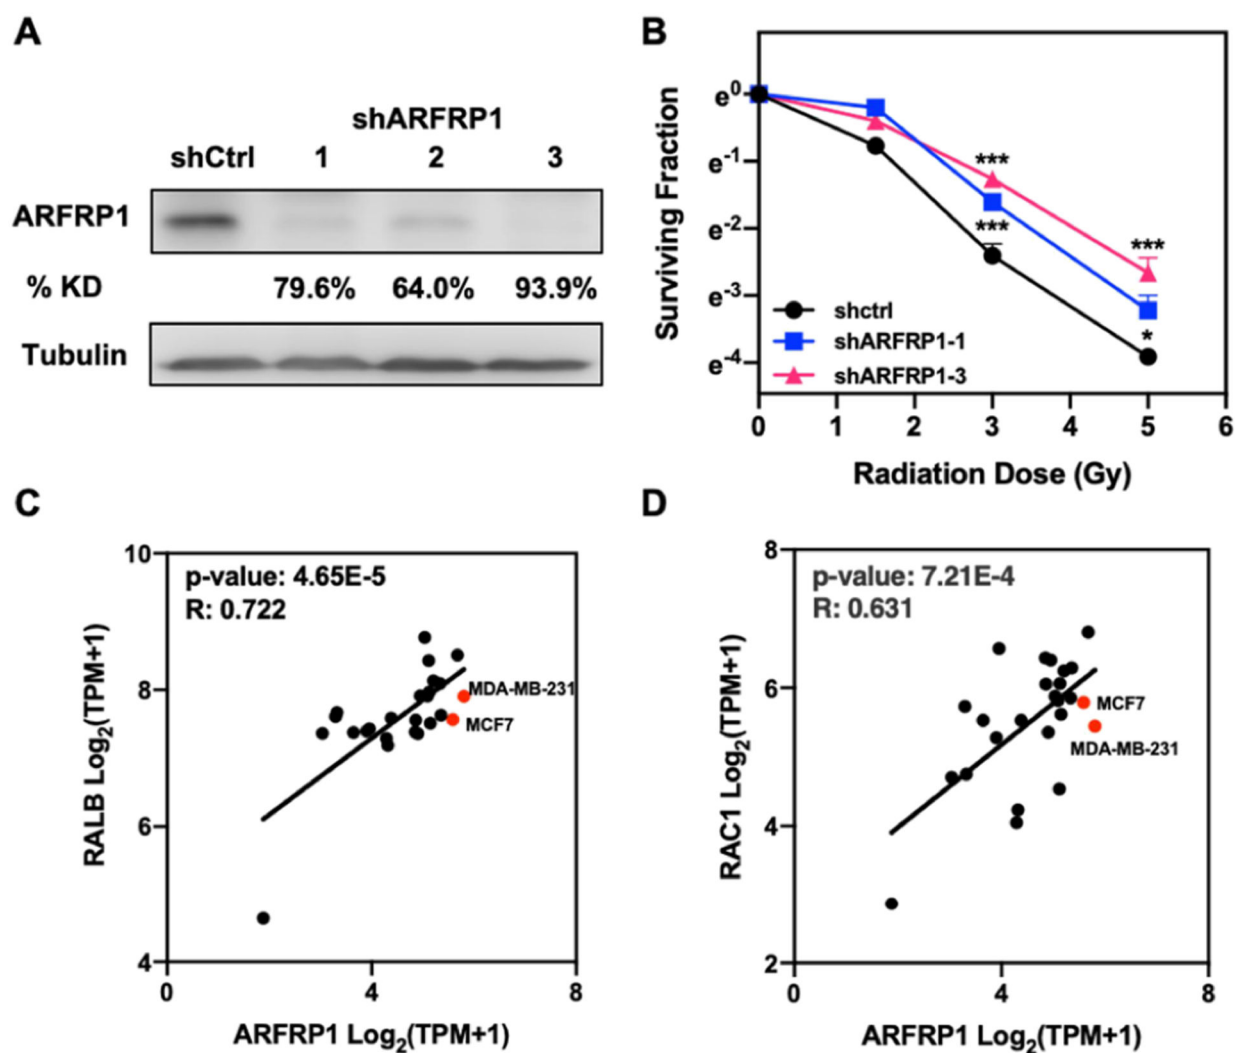 A
shARFRP1
shCtrl 1 2 3
ARFRP1
% KD 79.6% 64.0% 93.9%
Tubulin
B
Surviving Fraction
e0
e-1
e-2
e-3
e-4
***
***
***
*
shctrl
shARFRP1-1
shARFRP1-3
0 1 2 3 4 5 6
Radiation Dose (Gy)
C
RALB Log2(TPM+1)
10
8
6
4
p-value: 4.65E-5
R: 0.722
MDA-MB-231
MCF7
0 4 8
ARFRP1 Log2(TPM+1)
D
RAC1 Log2(TPM+1)
8
6
4
2
p-value: 7.21E-4
R: 0.631
MCF7
MDA-MB-231
0 4 8
ARFRP1 Log2(TPM+1)